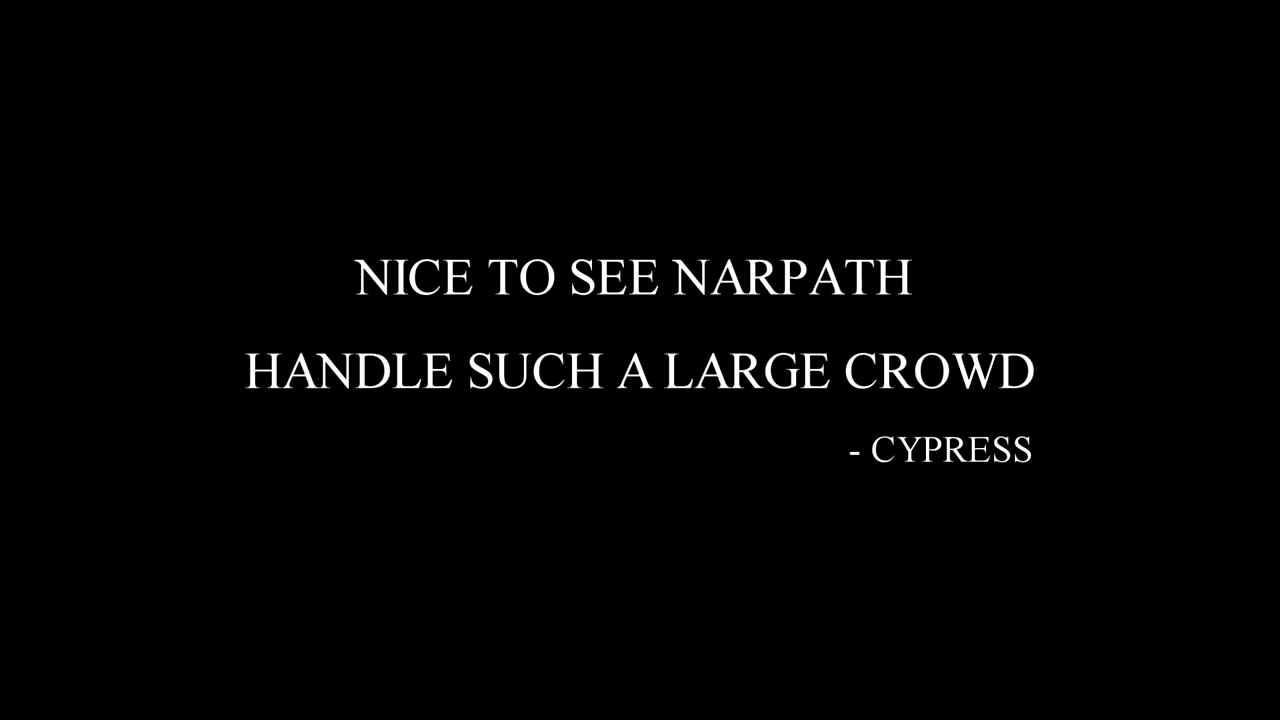 NICE TO SEE NARPATH
HANDLE SUCH A LARGE CROWD
- CYPRESS